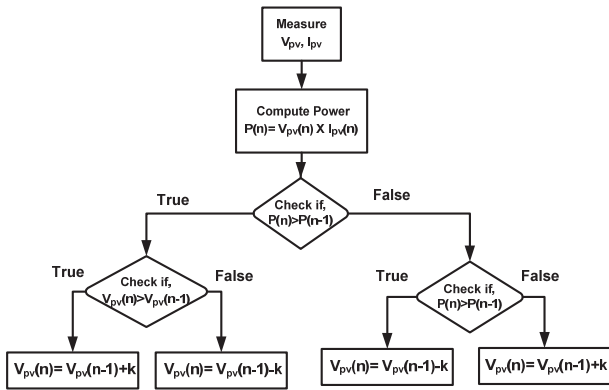 Measure
Vpv, Ipv
Compute Power
P(n)= Vpv(n) X Ipv(n)
Check if,
P(n)>P(n-1)
True
False
Check if,
Vpv(n)>Vpv(n-1)
True
False
Check if,
P(n)>P(n-1)
True
False
Vpv(n)= Vpv(n-1)+k
Vpv(n)= Vpv(n-1)-k
Vpv(n)= Vpv(n-1)-k
Vpv(n)= Vpv(n-1)+k